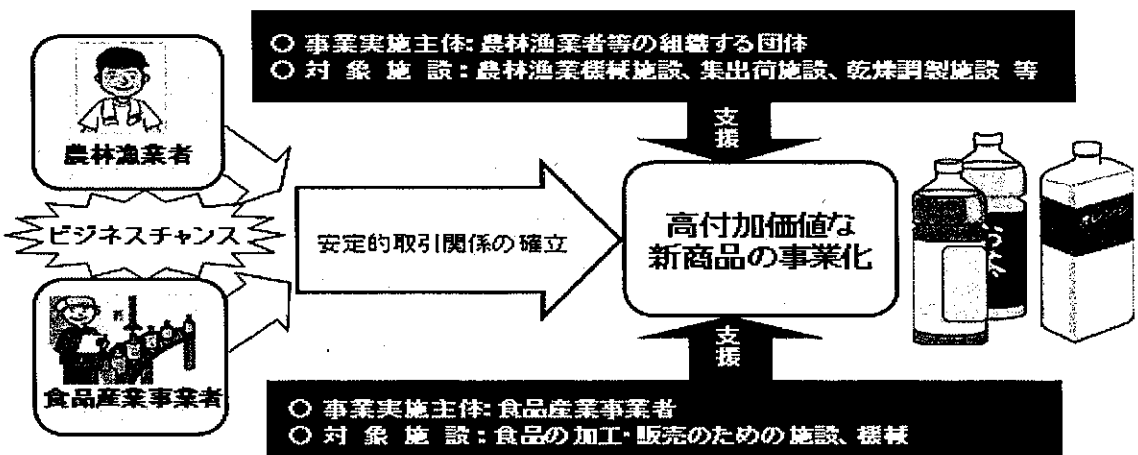 ○ 事業実施主体：農林漁業者等の組織する団体
○ 対 象 施 設：農林漁業機械施設、集出荷施設、乾燥調製施設 等
支援
農林漁業者
ビジネスチャンス
安定的取引関係の確立
高付加価値な
新商品の事業化
食品産業事業者
支援
○ 事業実施主体：食品産業事業者
○ 対 象 施 設：食品の加工・販売のための施設、機械